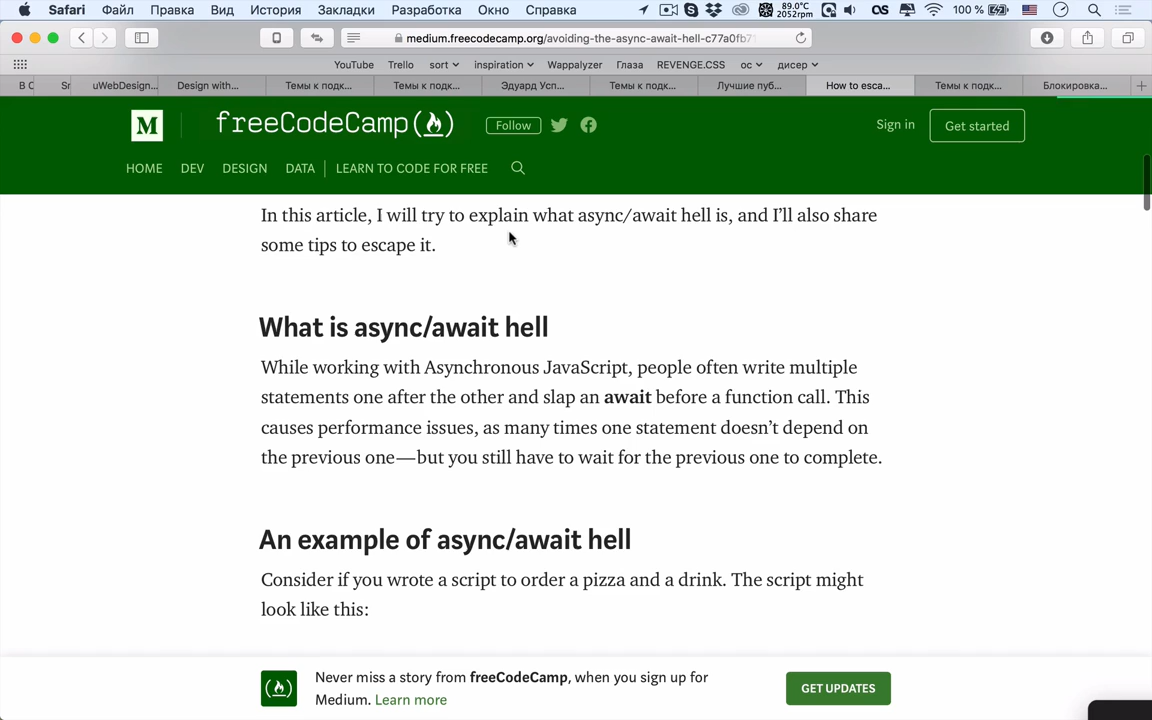 Safari Файл Правка Вид История Закладки Разработка Окно Справка 89.0°C 2052rpm 100 %
medium.freecodecamp.org/avoiding-the-async-await-hell-c77a0fb7
YouTube Trello sort inspiration Wappalyzer Глаза REVENGE.CSS ос дисер
В С Sr uWebDesign... Design with... Темы к подк... Темы к подк... Эдуард Усп... Темы к подк... Лучшие пуб... How to esca... Темы к подк... Блокировка...
M freeCodeCamp Follow Sign in Get started
HOME DEV DESIGN DATA LEARN TO CODE FOR FREE
In this article, I will try to explain what async/await hell is, and I’ll also share
some tips to escape it.
What is async/await hell
While working with Asynchronous JavaScript, people often write multiple
statements one after the other and slap an await before a function call. This
causes performance issues, as many times one statement doesn’t depend on
the previous one—but you still have to wait for the previous one to complete.
An example of async/await hell
Consider if you wrote a script to order a pizza and a drink. The script might
look like this:
Never miss a story from freeCodeCamp, when you sign up for
Medium. Learn more
GET UPDATES